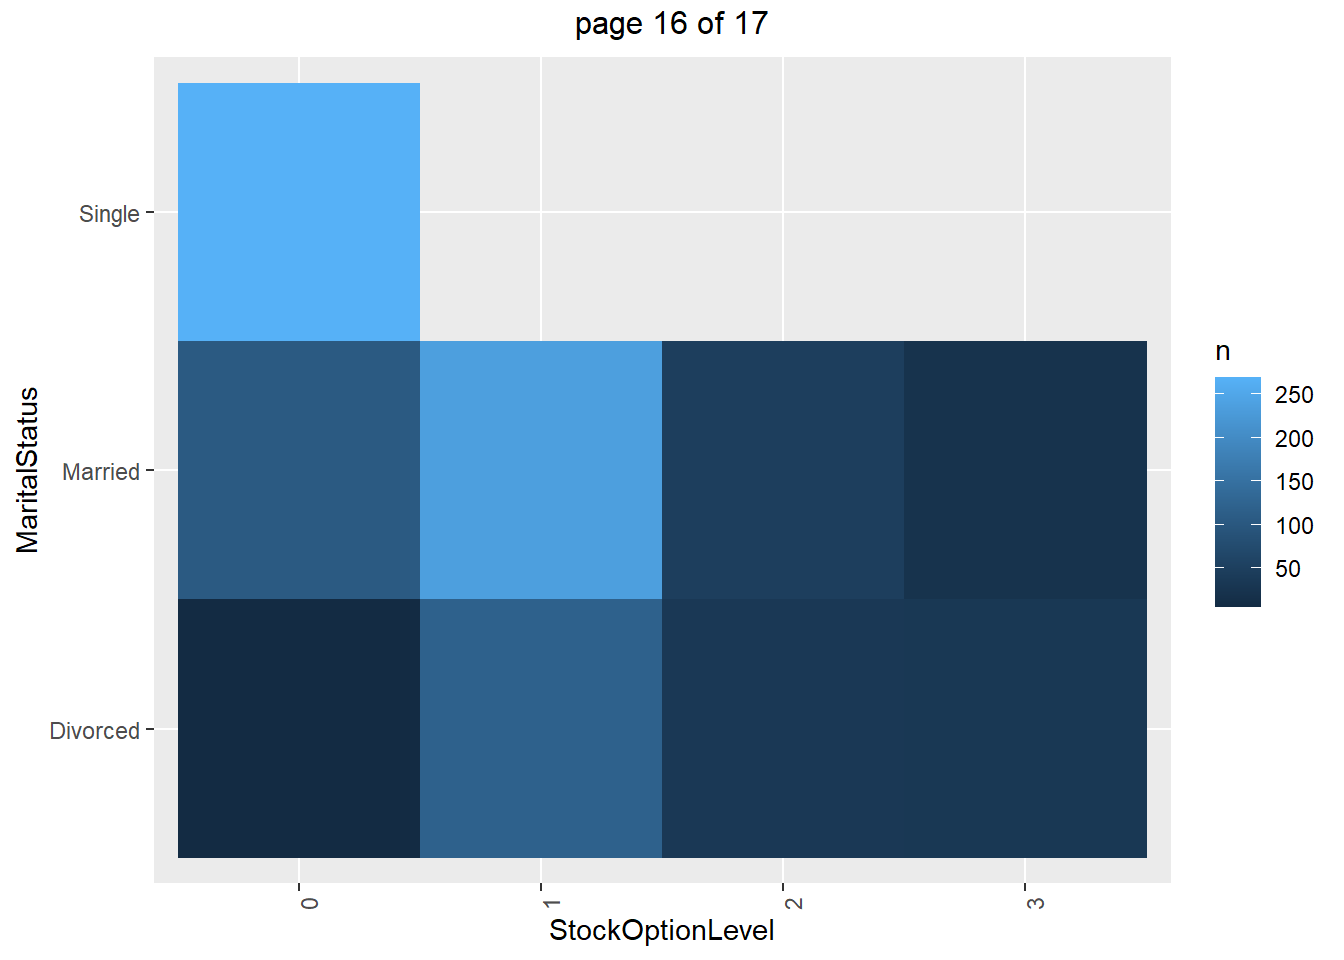 page 16 of 17
Single
Married
Divorced
MaritalStatus
0
1
2
3
StockOptionLevel
n
250
200
150
100
50